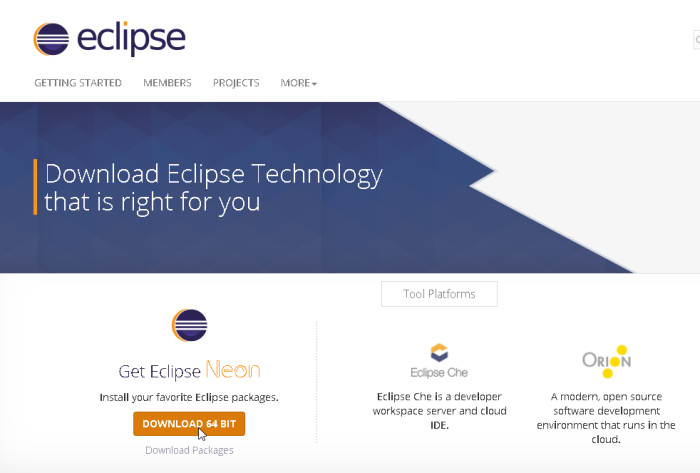 eclipse
GETTING STARTED MEMBERS PROJECTS MORE
Download Eclipse Technology
that is right for you
Tool Platforms
Get Eclipse Neon
Install your favorite Eclipse packages.
DOWNLOAD 64 BIT
Download Packages
Eclipse Che
Eclipse Che is a developer
workspace server and cloud
IDE.
ORION
A modern, open source
software development
environment that runs in the
cloud.